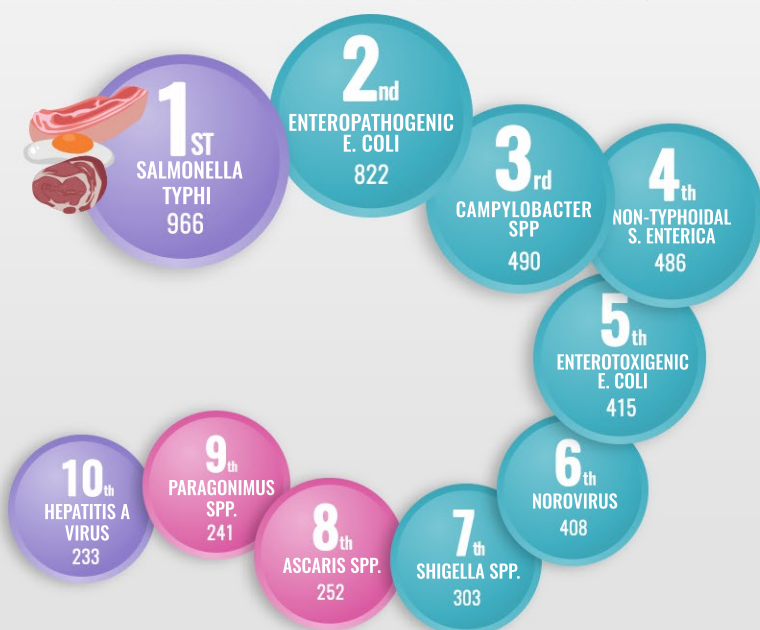 1ST
SALMONELLA
TYPHI
966
2nd
ENTEROPATHOGENIC
E. COLI
822
3rd
CAMPYLOBACTER
SPP
490
4th
NON-TYPHOIDAL
S. ENTERICA
486
5th
ENTEROTOXIGENIC
E. COLI
415
6th
NOROVIRUS
408
7th
SHIGELLA SPP.
303
8th
ASCARIS SPP.
252
9th
PARAGONIMUS
SPP.
241
10th
HEPATITIS A
VIRUS
233